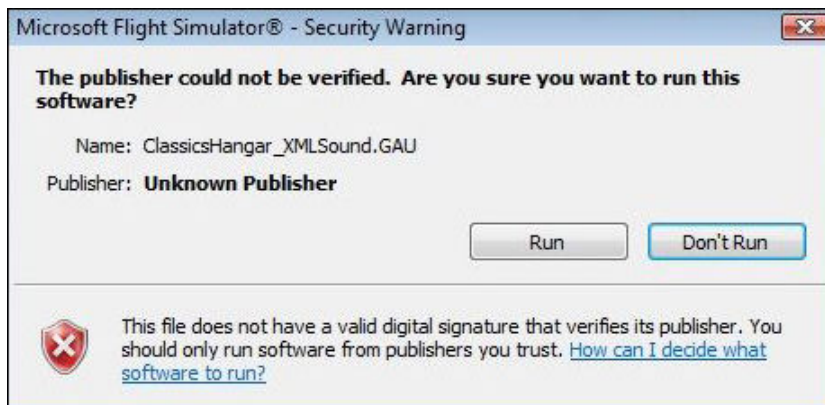 Microsoft Flight Simulator® - Security Warning
The publisher could not be verified.  Are you sure you want to run this
software?
Name: ClassicsHangar_XMLSound.GAU
Publisher: Unknown Publisher
Run Don't Run
This file does not have a valid digital signature that verifies its publisher. You
should only run software from publishers you trust. How can I decide what
software to run?